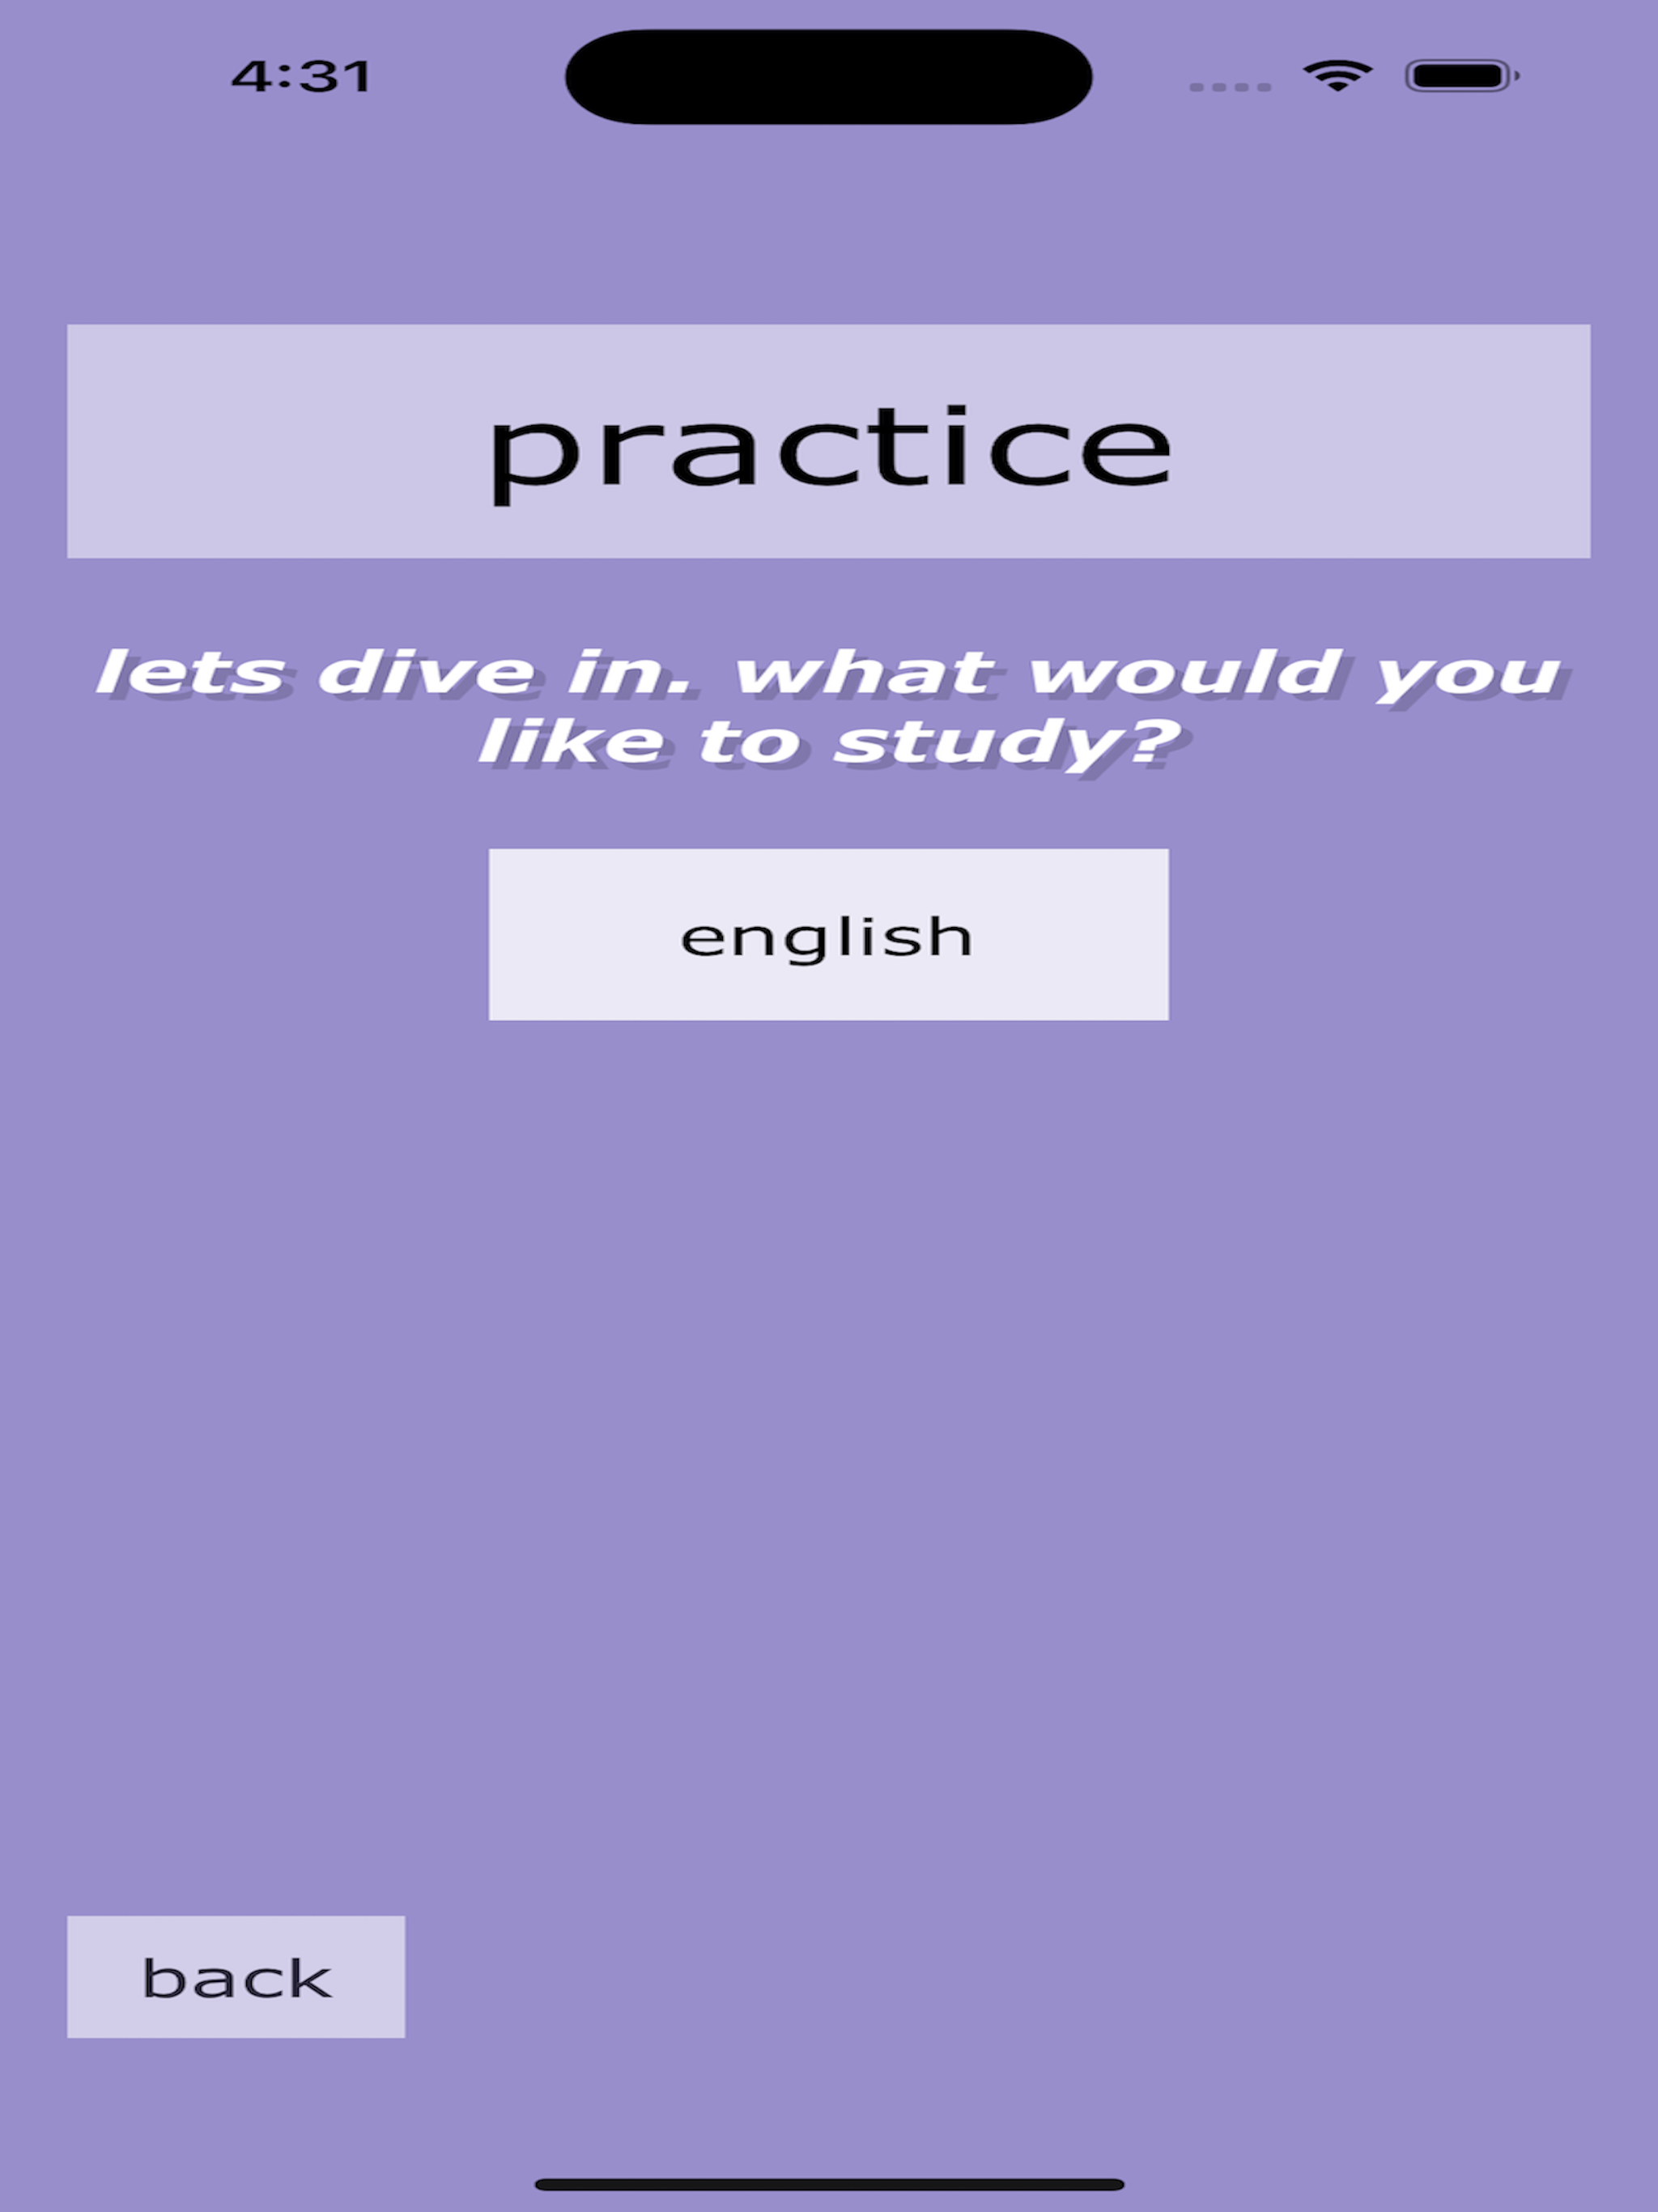 4:31
practice
lets dive in. what would you
like to study?
english
back